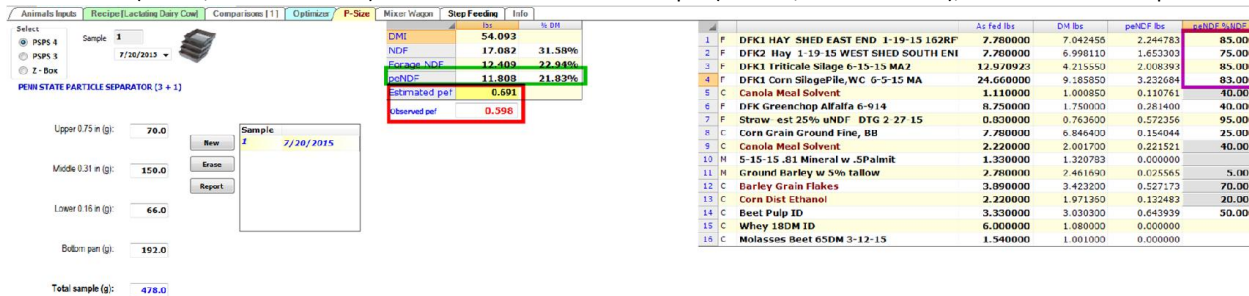 Animals Inputs Recipe [Lactating Dairy Cow] Comparisons [1] Optimizer P-Size Mixer Wagon Step Feeding Info
Select
PSPS 4
PSPS 3
Z - Box
Sample 1
7/20/2015
PENN STATE PARTICLE SEPARATOR (3 + 1)
Upper 0.75 in (g): 70.0
Middle 0.31 in (g): 150.0
Lower 0.16 in (g): 66.0
Bottom pan (g): 192.0
Total sample (g): 478.0
New
Erase
Report
Sample
1 7/20/2015
lbs % DM
DMI 54.093
NDF 17.082 31.58%
Forage NDF 12.409 22.94%
peNDF 11.808 21.83%
Estimated pef 0.691
Observed pef 0.598
As fed lbs DM lbs peNDF lbs peNDF %NDF
1 F DFK1 HAY SHED EAST END 1-19-15 162RF 7.780000 7.042456 2.244783 85.00
2 F DFK2 Hay 1-19-15 WEST SHED SOUTH ENI 7.780000 6.998110 1.653303 75.00
3 F DFK1 Triticale Silage 6-15-15 MA2 12.970923 4.215550 2.008393 85.00
4 F DFK1 Corn SilagePile,WC 6-5-15 MA 24.660000 9.185850 3.232684 83.00
5 C Canola Meal Solvent 1.110000 1.000850 0.110761 40.00
6 F DFK Greenchop Alfalfa 6-914 8.750000 1.750000 0.281400 40.00
7 F Straw- est 25% uNDF DTG 2-27-15 0.830000 0.763600 0.572356 95.00
8 C Corn Grain Ground Fine, BB 7.780000 6.846400 0.154044 25.00
9 C Canola Meal Solvent 2.220000 2.001700 0.221521 40.00
10 M 5-15-15 .81 Mineral w .5Palmit 1.330000 1.320783 0.000000
11 M Ground Barley w 5% tallow 2.780000 2.461690 0.025565 5.00
12 C Barley Grain Flakes 3.890000 3.423200 0.527173 70.00
13 C Corn Dist Ethanol 2.220000 1.971360 0.132483 20.00
14 C Beet Pulp ID 3.330000 3.030300 0.643939 50.00
15 C Whey 18DM ID 6.000000 1.080000 0.000000
16 C Molasses Beet 65DM 3-12-15 1.540000 1.001000 0.000000